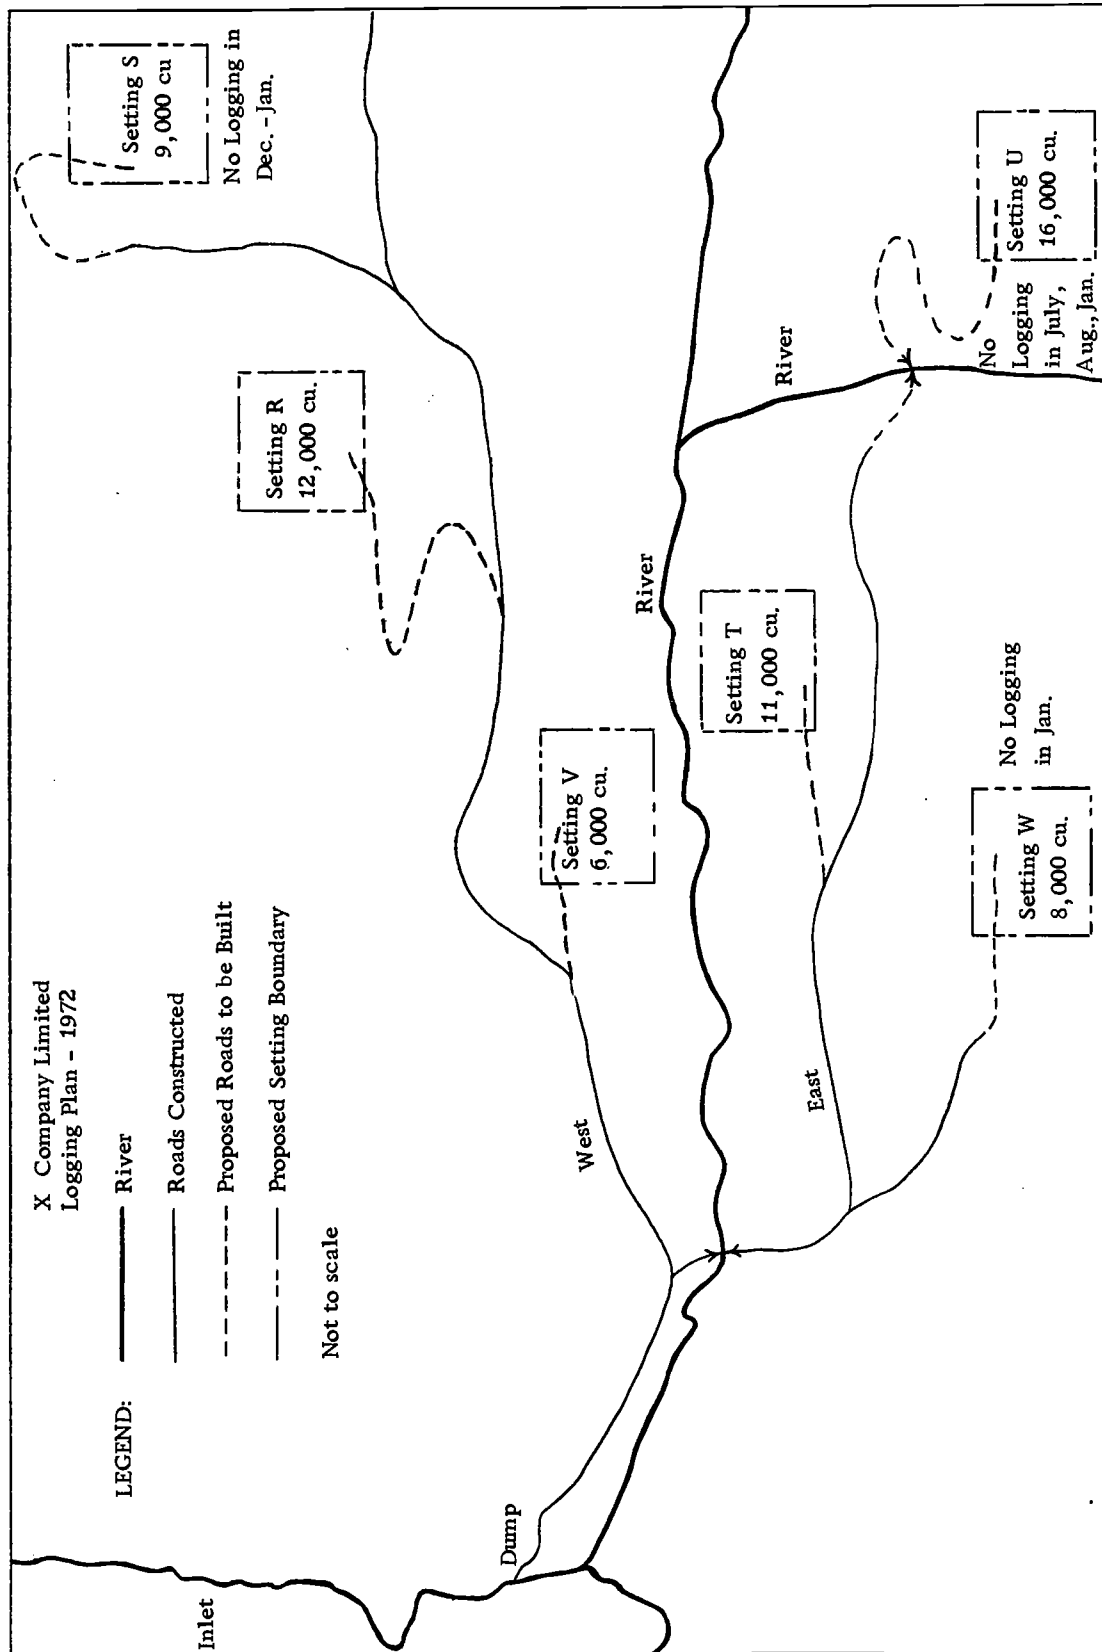 X Company Limited
Logging Plan - 1972
LEGEND:
River
Roads Constructed
Proposed Roads to be Built
Proposed Setting Boundary
Not to scale
Inlet
Dump
West
East
River
River
Setting S
9,000 cu
No Logging in
Dec.-Jan.
Setting R
12,000 cu.
Setting V
6,000 cu.
Setting T
11,000 cu.
Setting U
16,000 cu.
No
Logging
in July,
Aug., Jan.
Setting W
8,000 cu.
No Logging
in Jan.